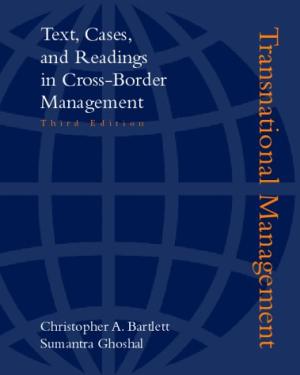 Text, Cases,
and Readings
in Cross-Border
Management
Third Edition
Transnational Management
Christopher A. Bartlett
Sumantra Ghoshal